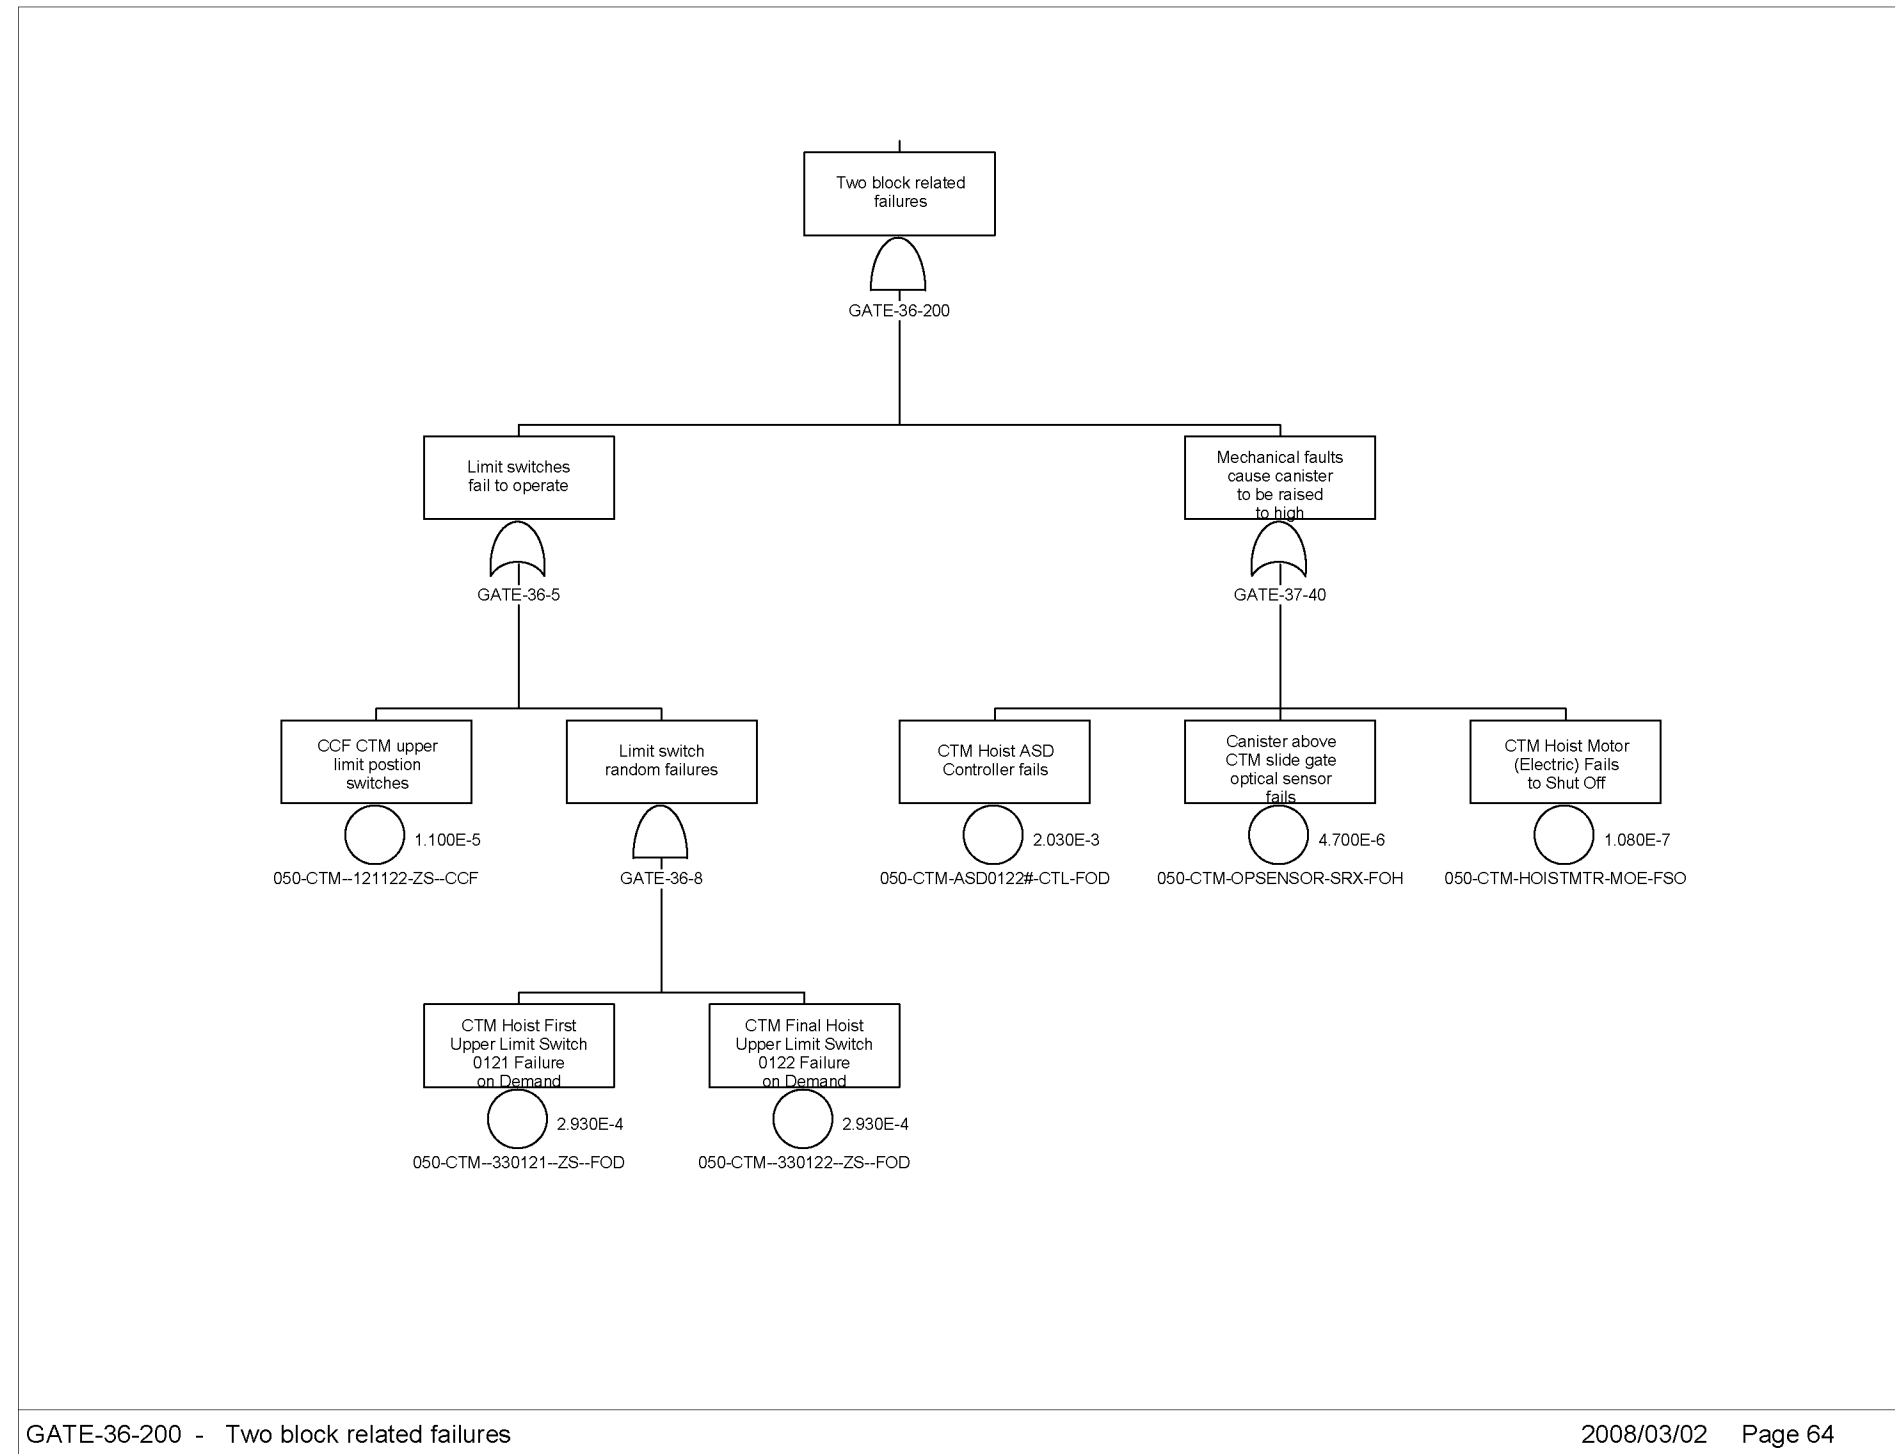 Two block related
failures
GATE-36-200
Limit switches
fail to operate
GATE-36-5
Mechanical faults
cause canister
to be raised
to high
GATE-37-40
CCF CTM upper
limit postion
switches
1.100E-5
050-CTM--121122-ZS--CCF
Limit switch
random failures
GATE-36-8
CTM Hoist ASD
Controller fails
2.030E-3
050-CTM-ASD0122#-CTL-FOD
Canister above
CTM slide gate
optical sensor
fails
4.700E-6
050-CTM-OPSENSOR-SRX-FOH
CTM Hoist Motor
(Electric) Fails
to Shut Off
1.080E-7
050-CTM-HOISTMTR-MOE-FSO
CTM Hoist First
Upper Limit Switch
0121 Failure
on Demand
2.930E-4
050-CTM--330121--ZS--FOD
CTM Final Hoist
Upper Limit Switch
0122 Failure
on Demand
2.930E-4
050-CTM--330122--ZS--FOD
GATE-36-200 - Two block related failures
2008/03/02 Page 64